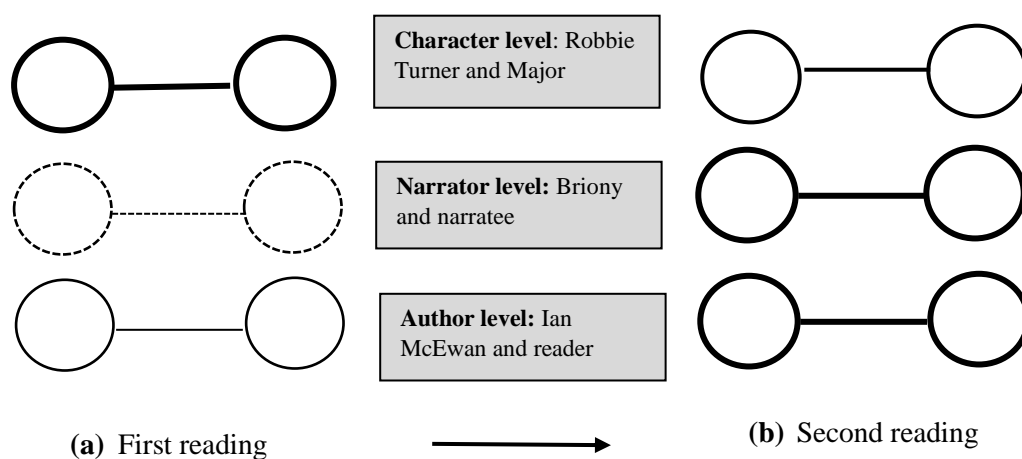 Character level: Robbie
Turner and Major
Narrator level: Briony
and narratee
Author level: Ian
McEwan and reader
(a) First reading
(b) Second reading